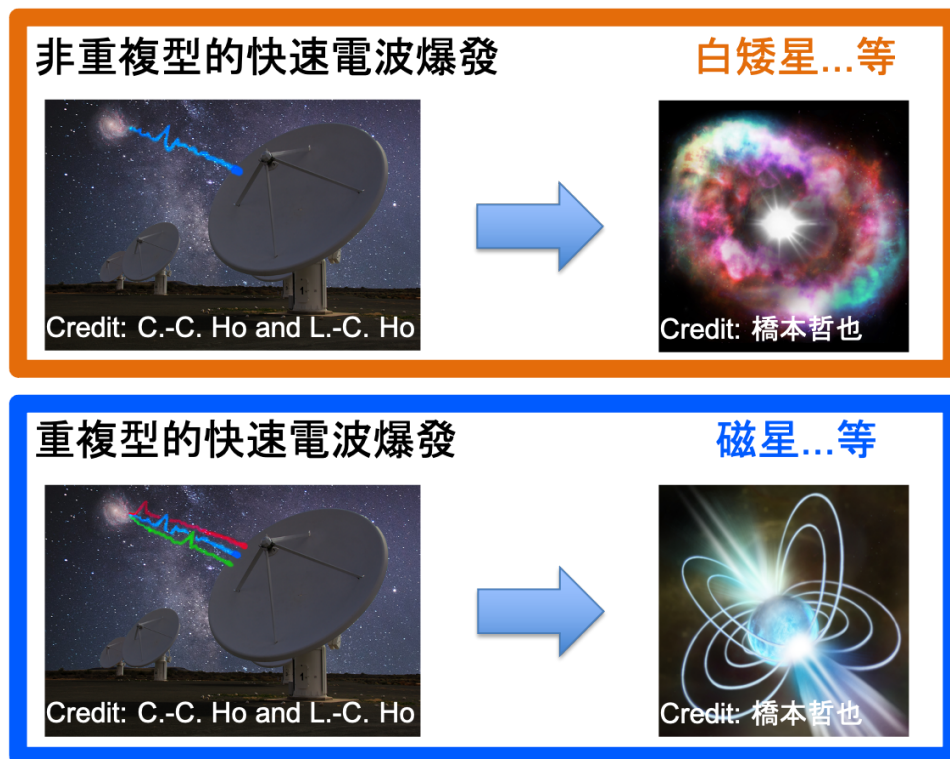 非重複型的快速電波爆發
白矮星...等
Credit: C.-C. Ho and L.-C. Ho
Credit: 橋本哲也
重複型的快速電波爆發
磁星...等
Credit: C.-C. Ho and L.-C. Ho
Credit: 橋本哲也